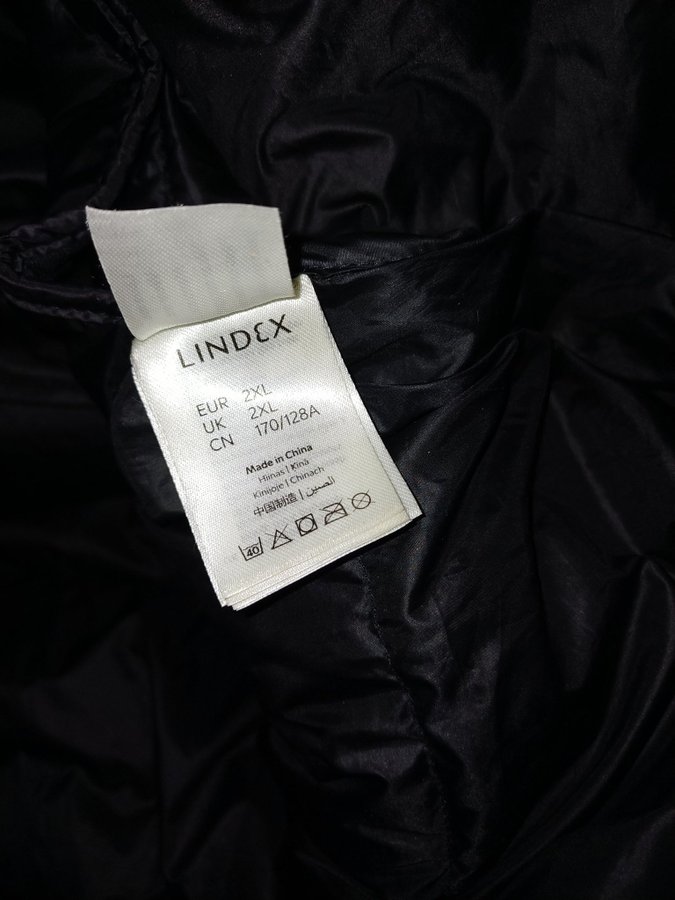 LINDEX
EUR 2XL
UK 2XL
CN 170/128A
Made in China
Hiinas | Ķīnā
Kinijoje | Chinach
中国制造 | الصين
40